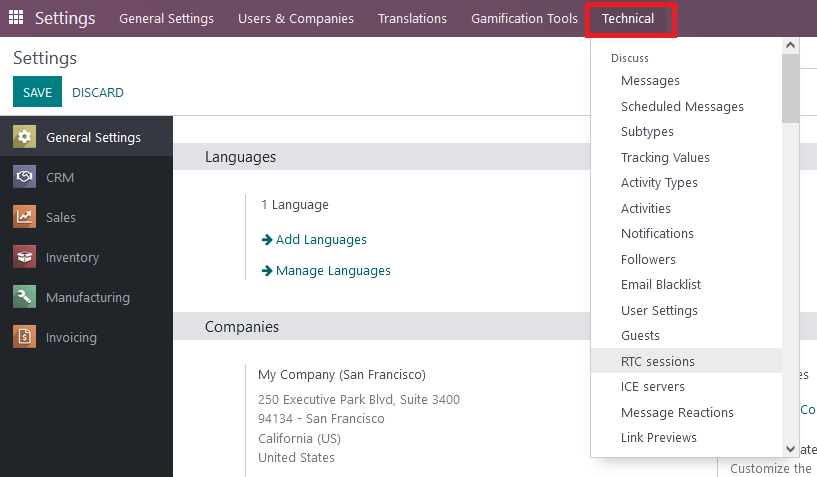 Settings General Settings Users & Companies Translations Gamification Tools Technical
Settings
SAVE DISCARD
General Settings
CRM
Sales
Inventory
Manufacturing
Invoicing
Languages
1 Language
Add Languages
Manage Languages
Companies
My Company (San Francisco)
250 Executive Park Blvd, Suite 3400
94134 - San Francisco
California (US)
United States
Discuss
Messages
Scheduled Messages
Subtypes
Tracking Values
Activity Types
Activities
Notifications
Followers
Email Blacklist
User Settings
Guests
RTC sessions
ICE servers
Message Reactions
Link Previews
es
Co
ate
Customize the